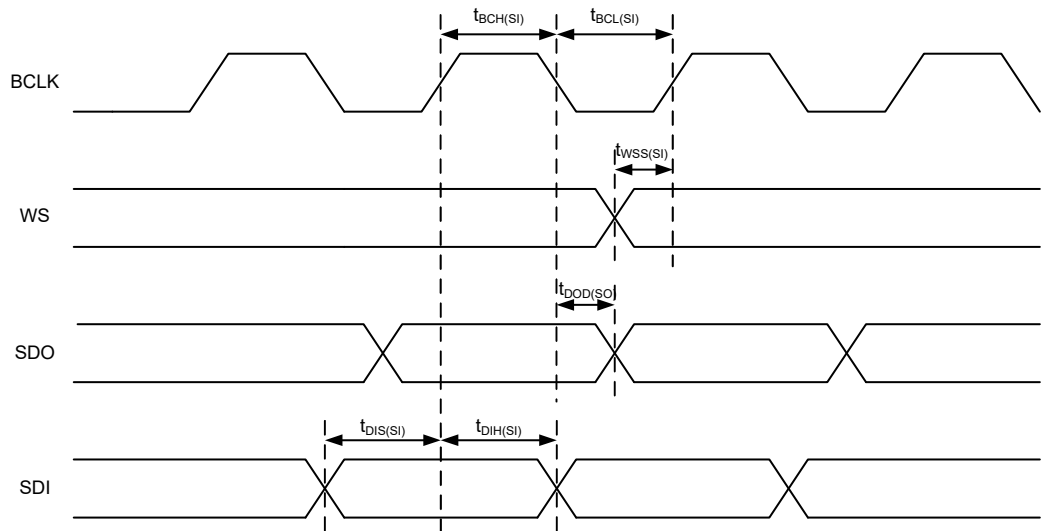 tBCH(SI) tBCL(SI)
BCLK
tWSS(SI)
WS
tDOD(SO)
SDO
tDIS(SI) tDIH(SI)
SDI